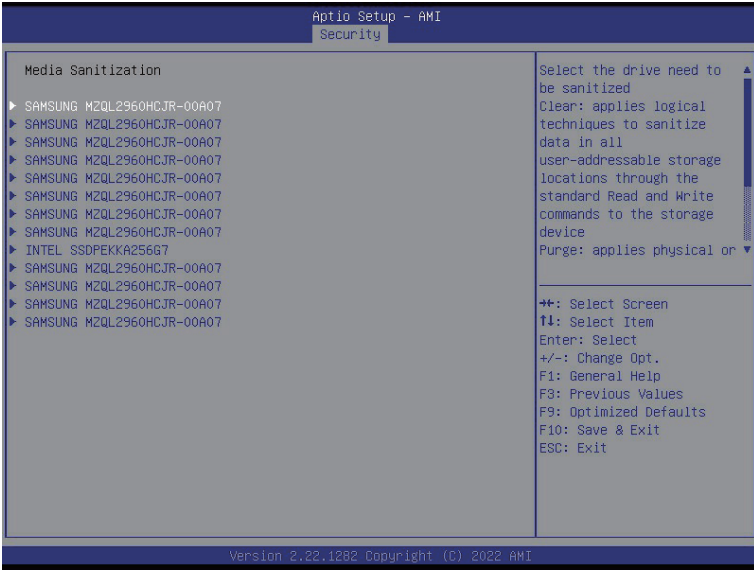 Aptio Setup - AMI
Security
Media Sanitization
SAMSUNG MZQL2960HCJR-00A07
SAMSUNG MZQL2960HCJR-00A07
SAMSUNG MZQL2960HCJR-00A07
SAMSUNG MZQL2960HCJR-00A07
SAMSUNG MZQL2960HCJR-00A07
SAMSUNG MZQL2960HCJR-00A07
SAMSUNG MZQL2960HCJR-00A07
SAMSUNG MZQL2960HCJR-00A07
INTEL SSDPEKKA256G7
SAMSUNG MZQL2960HCJR-00A07
SAMSUNG MZQL2960HCJR-00A07
SAMSUNG MZQL2960HCJR-00A07
SAMSUNG MZQL2960HCJR-00A07
Select the drive need to
be sanitized
Clear: applies logical
techniques to sanitize
data in all
user-addressable storage
locations through the
standard Read and Write
commands to the storage
device
Purge: applies physical or
→←: Select Screen
↑↓: Select Item
Enter: Select
+/-: Change Opt.
F1: General Help
F3: Previous Values
F9: Optimized Defaults
F10: Save & Exit
ESC: Exit
Version 2.22.1282 Copyright (C) 2022 AMI